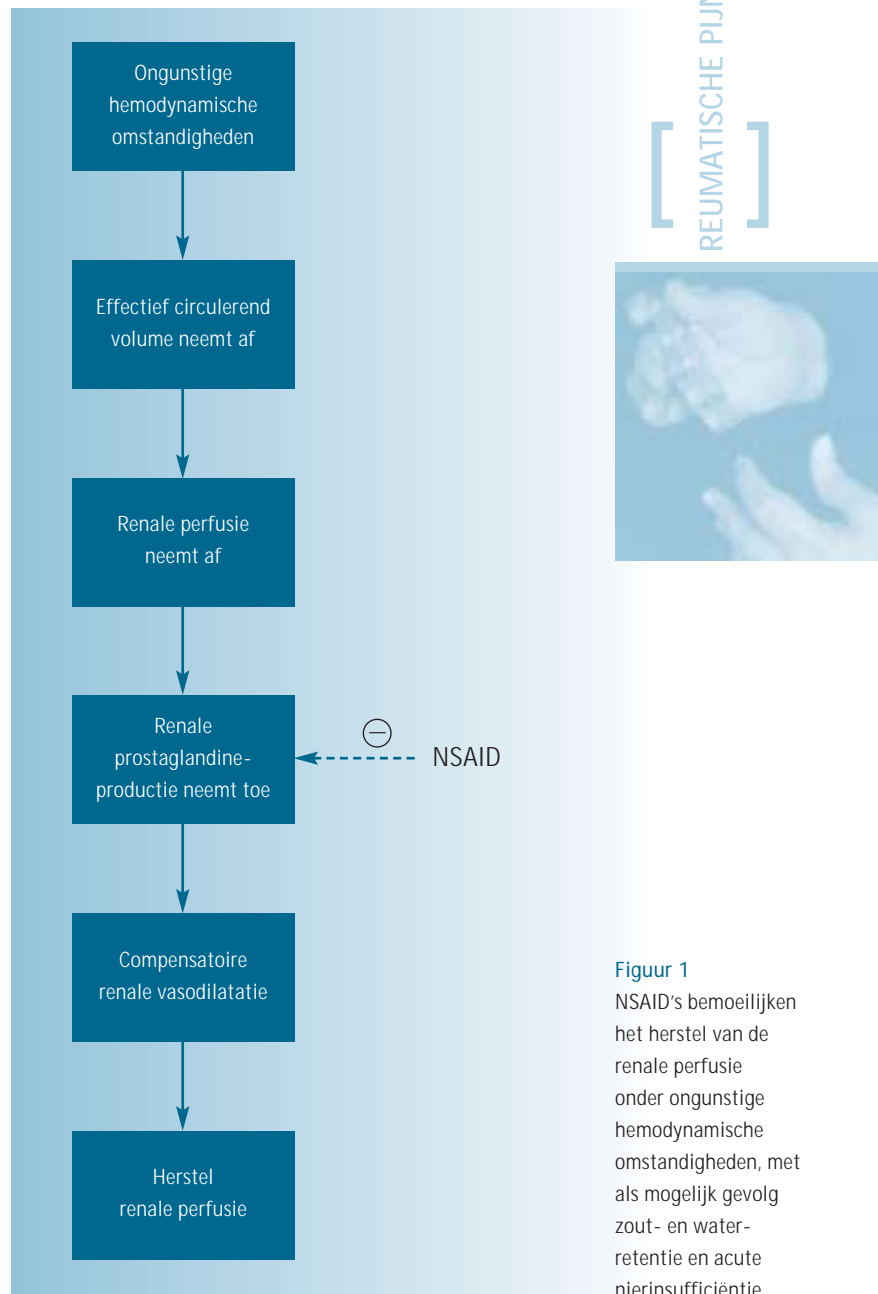 REUMATISCHE PIJN
Ongunstige
hemodynamische
omstandigheden
Effectief circulerend
volume neemt af
Renale perfusie
neemt af
Renale
prostaglandine-
productie neemt toe
NSAID
Compensatoire
renale vasodilatatie
Herstel
renale perfusie
Figuur 1
NSAID's bemoeilijken
het herstel van de
renale perfusie
onder ongunstige
hemodynamische
omstandigheden, met
als mogelijk gevolg
zout- en water-
retentie en acute
nierinsufficiëntie